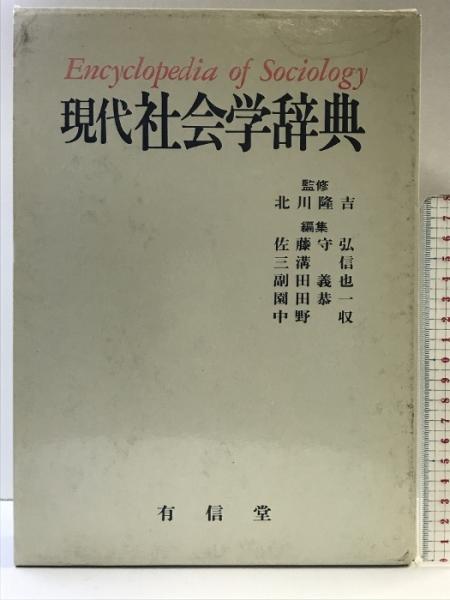 Encyclopedia of Sociology
現代社会学辞典
監修
北川隆吉
編集
佐藤守弘
三溝信
副田義也
園田恭一
中野収
有信堂